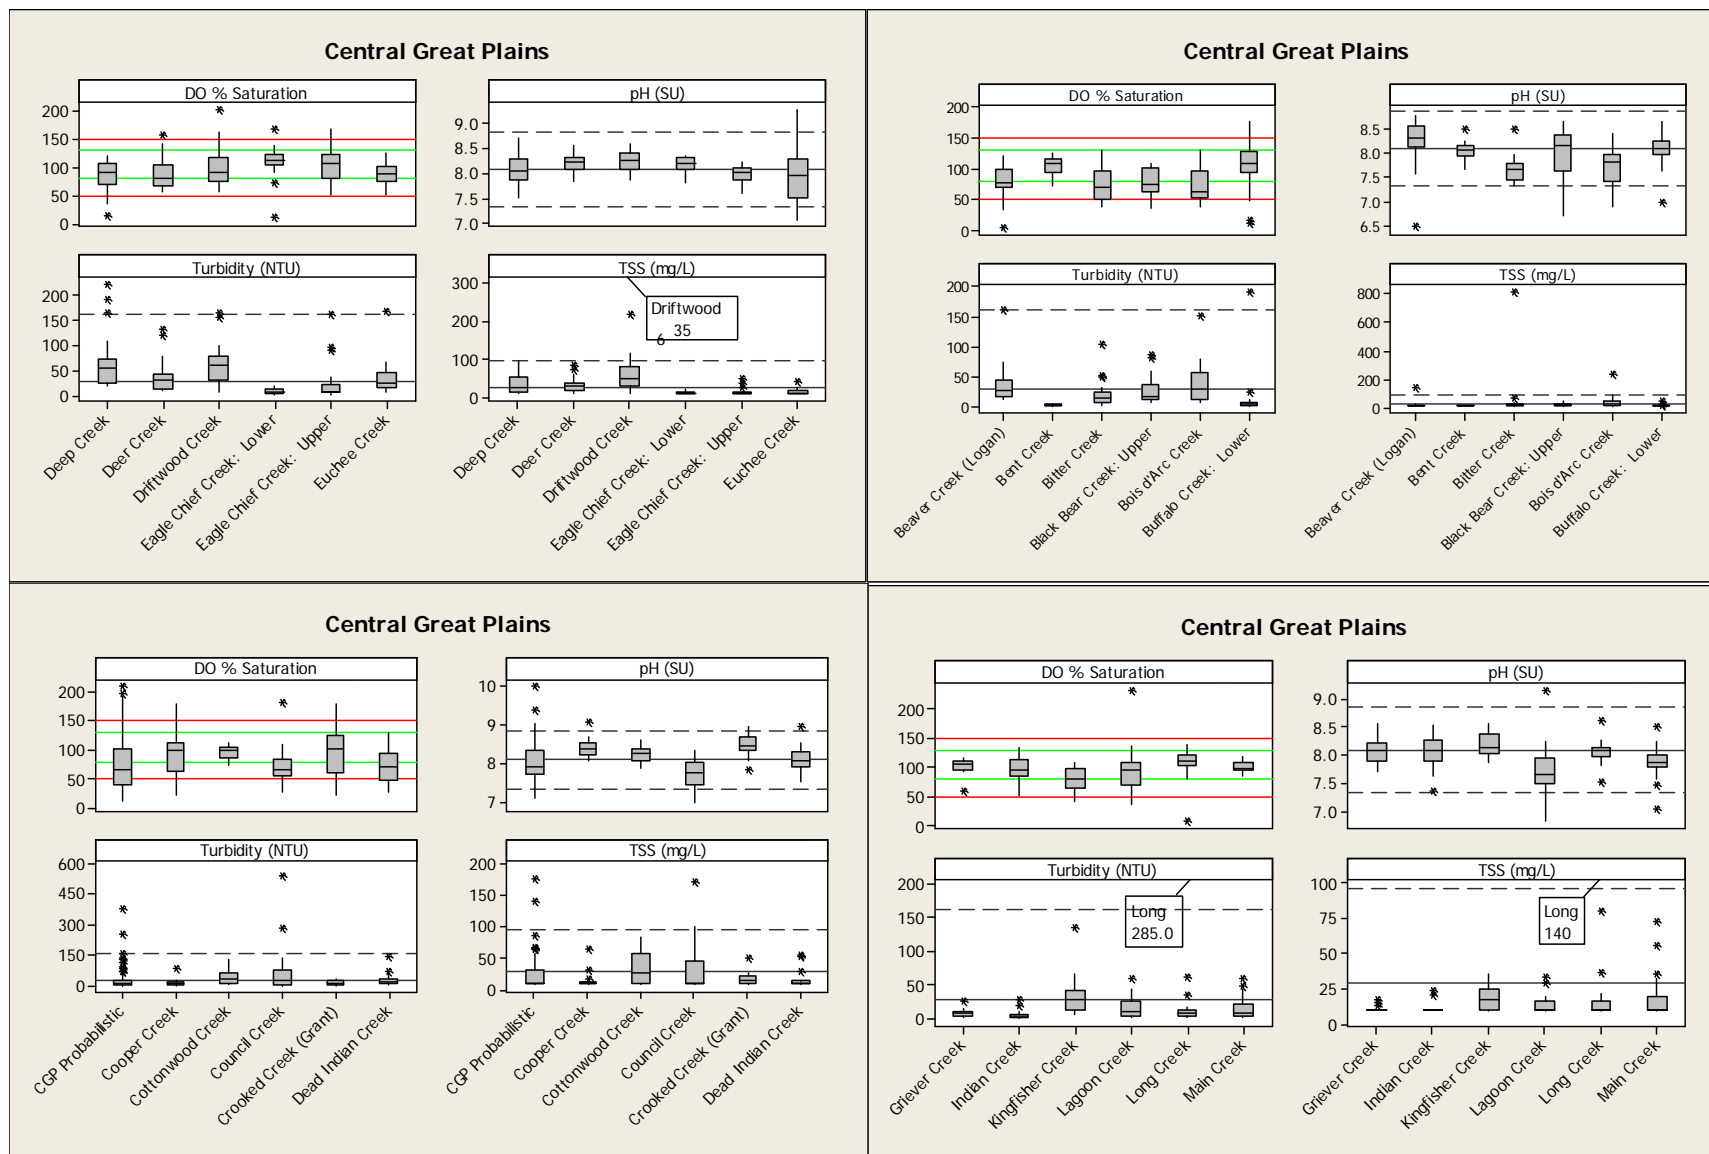 Central Great Plains
DO % Saturation
200
150
100
50
0
pH (SU)
9.0
8.5
8.0
7.5
7.0
Turbidity (NTU)
200
150
100
50
0
TSS (mg/L)
300
200
100
0
Driftwood
6 35
Deep Creek
Deer Creek
Driftwood Creek
Eagle Chief Creek: Lower
Eagle Chief Creek: Upper
Euchee Creek
Deep Creek
Deer Creek
Driftwood Creek
Eagle Chief Creek: Lower
Eagle Chief Creek: Upper
Euchee Creek
Central Great Plains
DO % Saturation
200
150
100
50
0
pH (SU)
8.5
8.0
7.5
7.0
6.5
Turbidity (NTU)
200
150
100
50
0
TSS (mg/L)
800
600
400
200
0
Beaver Creek (Logan)
Bent Creek
Bitter Creek
Black Bear Creek: Upper
Bois d'Arc Creek
Buffalo Creek: Lower
Beaver Creek (Logan)
Bent Creek
Bitter Creek
Black Bear Creek: Upper
Bois d'Arc Creek
Buffalo Creek: Lower
Central Great Plains
DO % Saturation
200
150
100
50
0
pH (SU)
10
9
8
7
Turbidity (NTU)
600
450
300
150
0
TSS (mg/L)
200
150
100
50
0
CGP Probabilistic
Cooper Creek
Cottonwood Creek
Council Creek
Crooked Creek (Grant)
Dead Indian Creek
CGP Probabilistic
Cooper Creek
Cottonwood Creek
Council Creek
Crooked Creek (Grant)
Dead Indian Creek
Central Great Plains
DO % Saturation
200
150
100
50
0
pH (SU)
9.0
8.5
8.0
7.5
7.0
Turbidity (NTU)
200
150
100
50
0
Long
285.0
TSS (mg/L)
100
75
50
25
0
Long
140
Griever Creek
Indian Creek
Kingfisher Creek
Lagoon Creek
Long Creek
Main Creek
Griever Creek
Indian Creek
Kingfisher Creek
Lagoon Creek
Long Creek
Main Creek